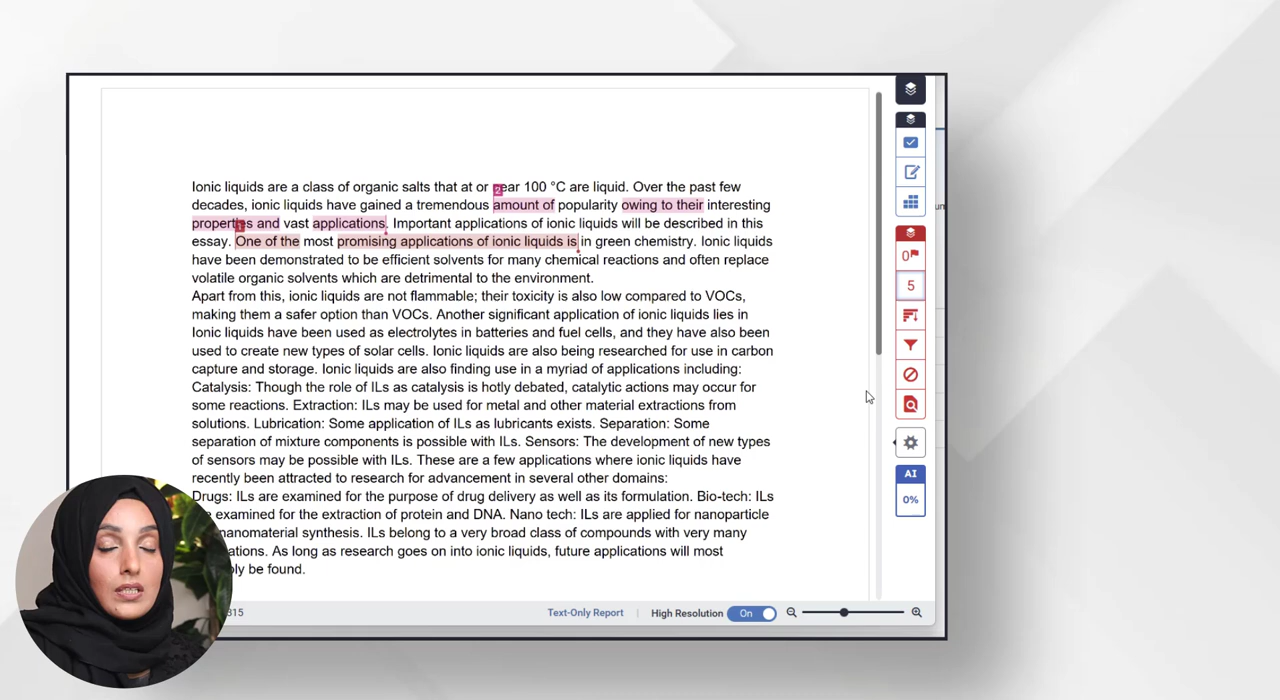 Ionic liquids are a class of organic salts that at or ear 100 °C are liquid. Over the past few
decades, ionic liquids have gained a tremendous amount of popularity owing to their interesting
properties and vast applications. Important applications of ionic liquids will be described in this
essay. One of the most promising applications of ionic liquids is in green chemistry. Ionic liquids
have been demonstrated to be efficient solvents for many chemical reactions and often replace
volatile organic solvents which are detrimental to the environment.
Apart from this, ionic liquids are not flammable; their toxicity is also low compared to VOCs,
making them a safer option than VOCs. Another significant application of ionic liquids lies in
Ionic liquids have been used as electrolytes in batteries and fuel cells, and they have also been
used to create new types of solar cells. Ionic liquids are also being researched for use in carbon
capture and storage. Ionic liquids are also finding use in a myriad of applications including:
Catalysis: Though the role of ILs as catalysis is hotly debated, catalytic actions may occur for
some reactions. Extraction: ILs may be used for metal and other material extractions from
solutions. Lubrication: Some application of ILs as lubricants exists. Separation: Some
separation of mixture components is possible with ILs. Sensors: The development of new types
of sensors may be possible with ILs. These are a few applications where ionic liquids have
recently been attracted to research for advancement in several other domains:
Drugs: ILs are examined for the purpose of drug delivery as well as its formulation. Bio-tech: ILs
examined for the extraction of protein and DNA. Nano tech: ILs are applied for nanoparticle
nanomaterial synthesis. ILs belong to a very broad class of compounds with very many
ations. As long as research goes on into ionic liquids, future applications will most
bly be found.
2
1
0
5
AI
0%
315
Text-Only Report
High Resolution
On